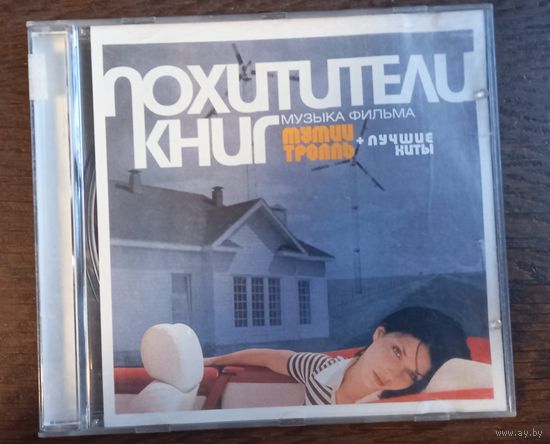 ПОХИТИТЕЛИ
КНИГ
МУЗЫКА ФИЛЬМА
МУМИЙ
ТРОЛЛЬ
+ ЛУЧШИЕ
ХИТЫ
www.ay.by